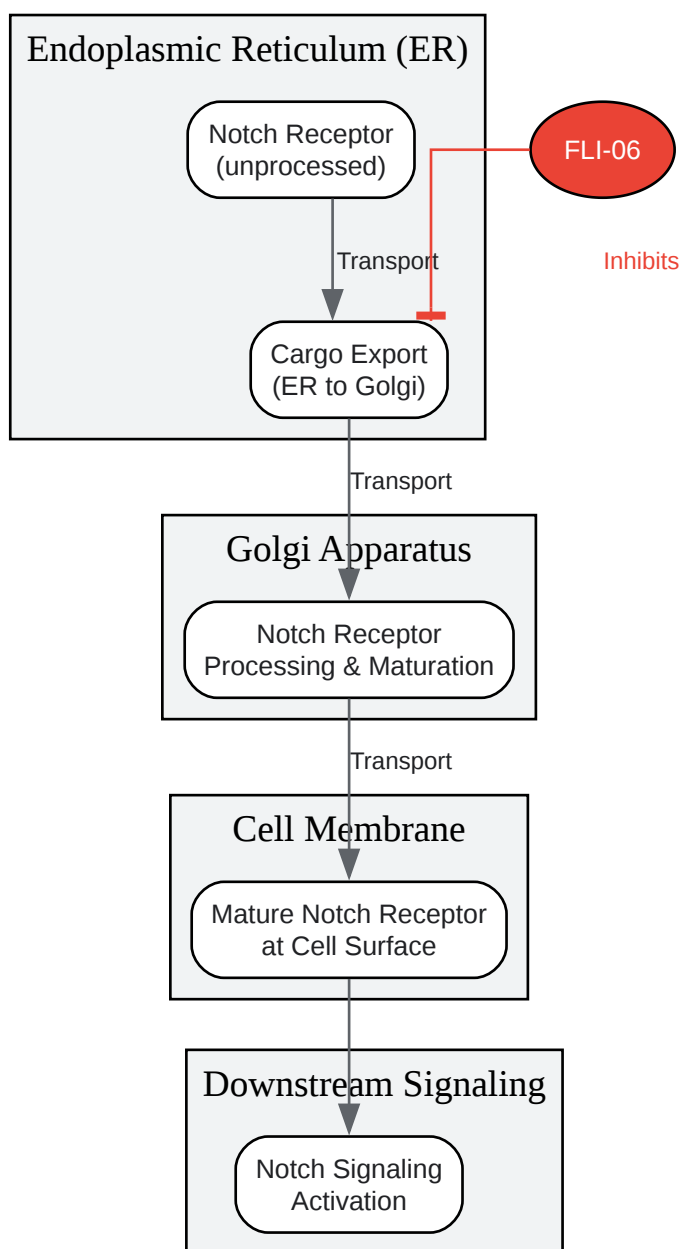 Endoplasmic Reticulum (ER)
Notch Receptor
(unprocessed)
FLI-06
Transport
Inhibits
Cargo Export
(ER to Golgi)
Transport
Golgi Apparatus
Notch Receptor
Processing & Maturation
Transport
Cell Membrane
Mature Notch Receptor
at Cell Surface
Downstream Signaling
Notch Signaling
Activation